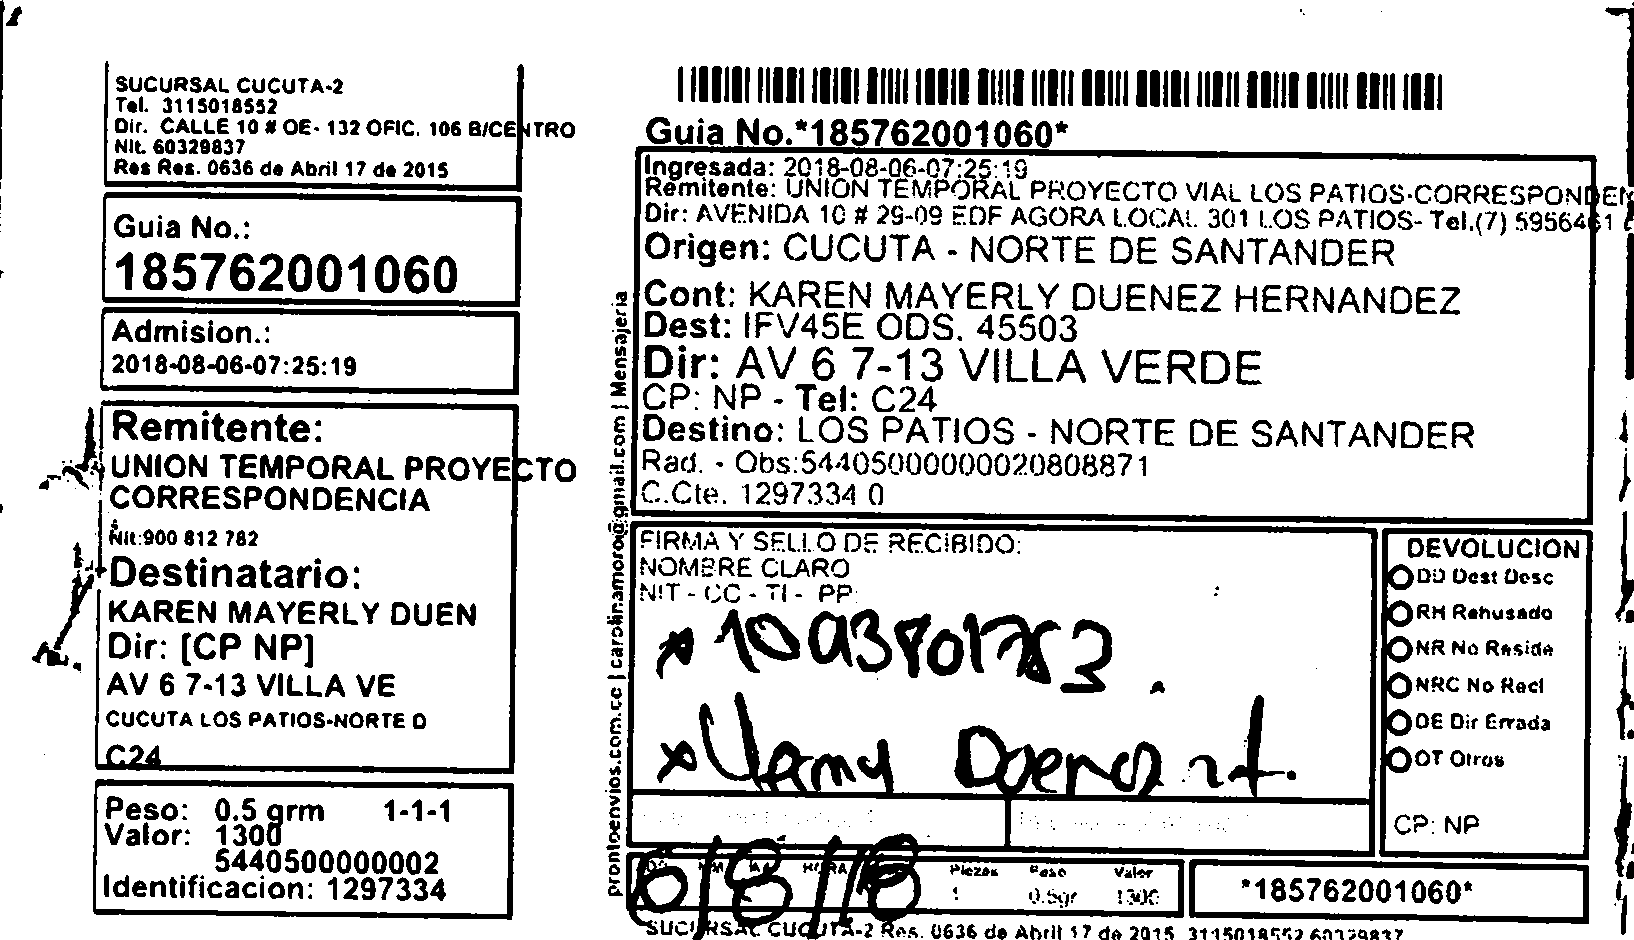 SUCURSAL CUCUTA-2
Tel. 3115018552
Dir. CALLE 10 # OE- 132 OFIC. 106 B/CENTRO
Nit. 60329837
Res Res. 0636 de Abril 17 de 2015
Guia No.:
185762001060
Admision.:
2018-08-06-07:25:19
Remitente:
UNION TEMPORAL PROYECTO
CORRESPONDENCIA
Nit:900 812 782
Destinatario:
KAREN MAYERLY DUEN
Dir: [CP NP]
AV 6 7-13 VILLA VE
CUCUTA LOS PATIOS-NORTE D
C24
Peso: 0.5 grm 1-1-1
Valor: 1300
5440500000002
Identificacion: 1297334
Guia No.*185762001060*
Ingresada: 2018-08-06-07:25:19
Remitente: UNION TEMPORAL PROYECTO VIAL LOS PATIOS-CORRESPONDEN
Dir: AVENIDA 10 # 29-09 EDF AGORA LOCAL 301 LOS PATIOS- Tel.(7) 5956461
Origen: CUCUTA - NORTE DE SANTANDER
Cont: KAREN MAYERLY DUENEZ HERNANDEZ
Dest: IFV45E ODS. 45503
Dir: AV 6 7-13 VILLA VERDE
CP: NP - Tel: C24
Destino: LOS PATIOS - NORTE DE SANTANDER
Rad. - Obs:544050000000020808871
C.Cte. 1297334 0
prontoenvios.com.co | carolinamoro@gmail.com | Mensajeria
FIRMA Y SELLO DE RECIBIDO:
NOMBRE CLARO
NIT - CC - TI - PP:
x 1093801783.
x
6/8/18
DEVOLUCION
DD Dest Desc
RH Rehusado
NR No Reside
NRC No Recl
DE Dir Errada
OT Otros
CP: NP
Piezas Peso Valor
1 0.5gr 1300
*185762001060*
SUCURSAL CUCUTA-2 Res. 0636 de Abril 17 de 2015 3115018552 60329837